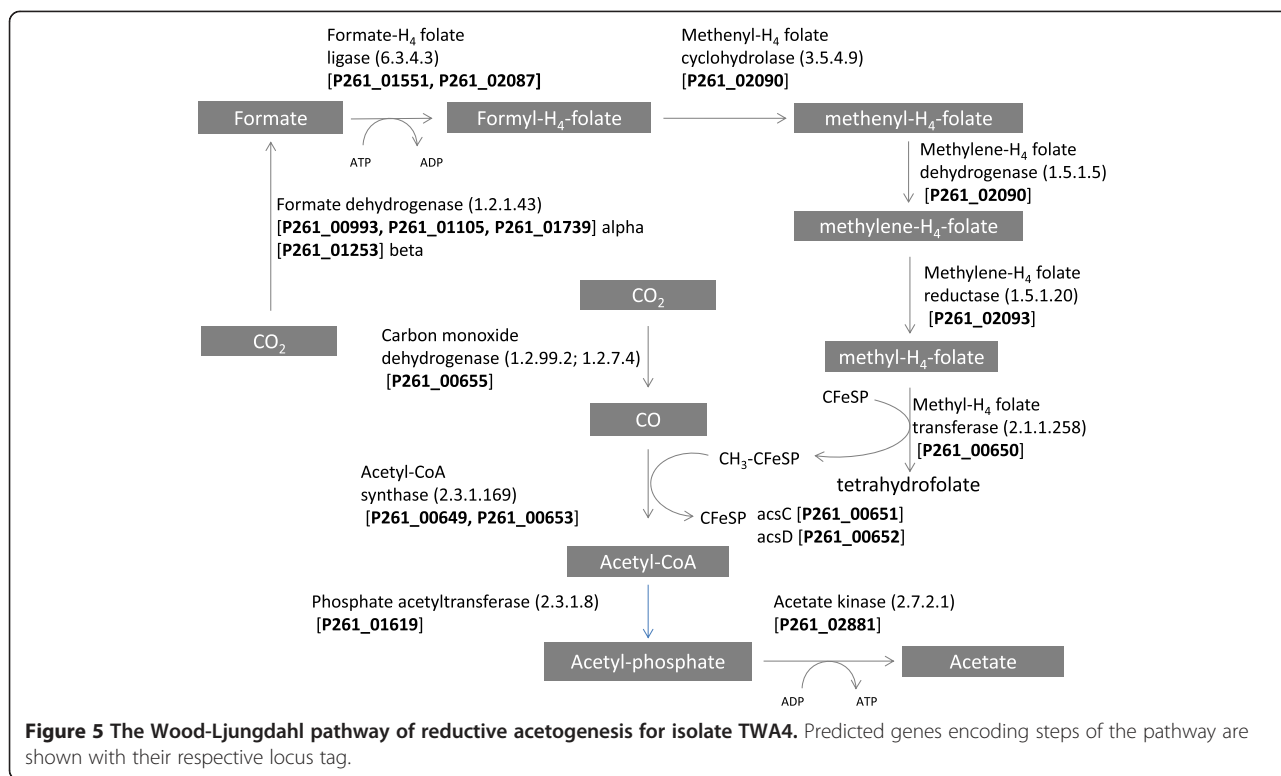 Formate-H4 folate
ligase (6.3.4.3)
[P261_01551, P261_02087]
Methenyl-H4 folate
cyclohydrolase (3.5.4.9)
[P261_02090]
Formate
Formyl-H4-folate
methenyl-H4-folate
ATP
ADP
Methylene-H4 folate
dehydrogenase (1.5.1.5)
[P261_02090]
Formate dehydrogenase (1.2.1.43)
[P261_00993, P261_01105, P261_01739] alpha
[P261_01253] beta
methylene-H4-folate
CO2
CO2
Methylene-H4 folate
reductase (1.5.1.20)
[P261_02093]
Carbon monoxide
dehydrogenase (1.2.99.2; 1.2.7.4)
[P261_00655]
methyl-H4-folate
CFeSP
Methyl-H4 folate
transferase (2.1.1.258)
[P261_00650]
CO
CH3-CFeSP
tetrahydrofolate
Acetyl-CoA
synthase (2.3.1.169)
[P261_00649, P261_00653]
CFeSP
acsC [P261_00651]
acsD [P261_00652]
Acetyl-CoA
Phosphate acetyltransferase (2.3.1.8)
[P261_01619]
Acetate kinase (2.7.2.1)
[P261_02881]
Acetyl-phosphate
Acetate
ADP
ATP
Figure 5 The Wood-Ljungdahl pathway of reductive acetogenesis for isolate TWA4. Predicted genes encoding steps of the pathway are
shown with their respective locus tag.